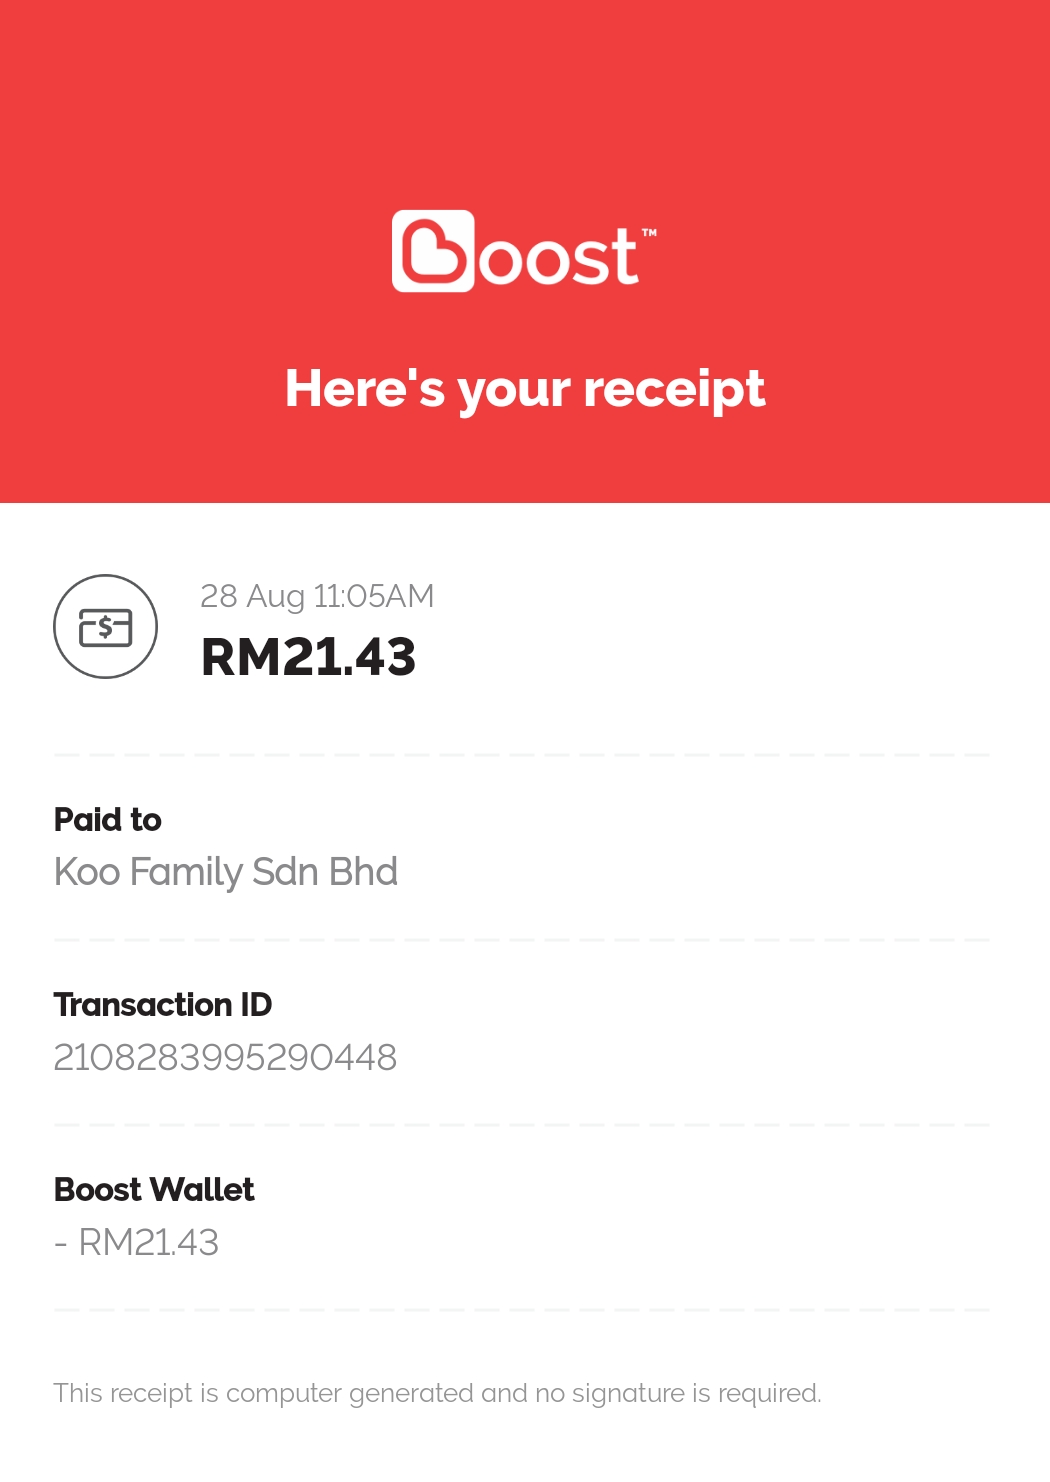 Boost™
Here's your receipt
28 Aug 11:05AM
RM21.43
Paid to
Koo Family Sdn Bhd
Transaction ID
2108283995290448
Boost Wallet
- RM21.43
This receipt is computer generated and no signature is required.